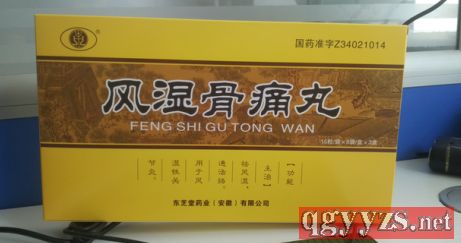 国药准字Z34021014
风湿骨痛丸
FENG SHI GU TONG WAN
【功能
主治】
祛风湿，
通活络。
用于风
湿性关
节炎。
东芝堂药业（安徽）有限公司
qgyyzs.net